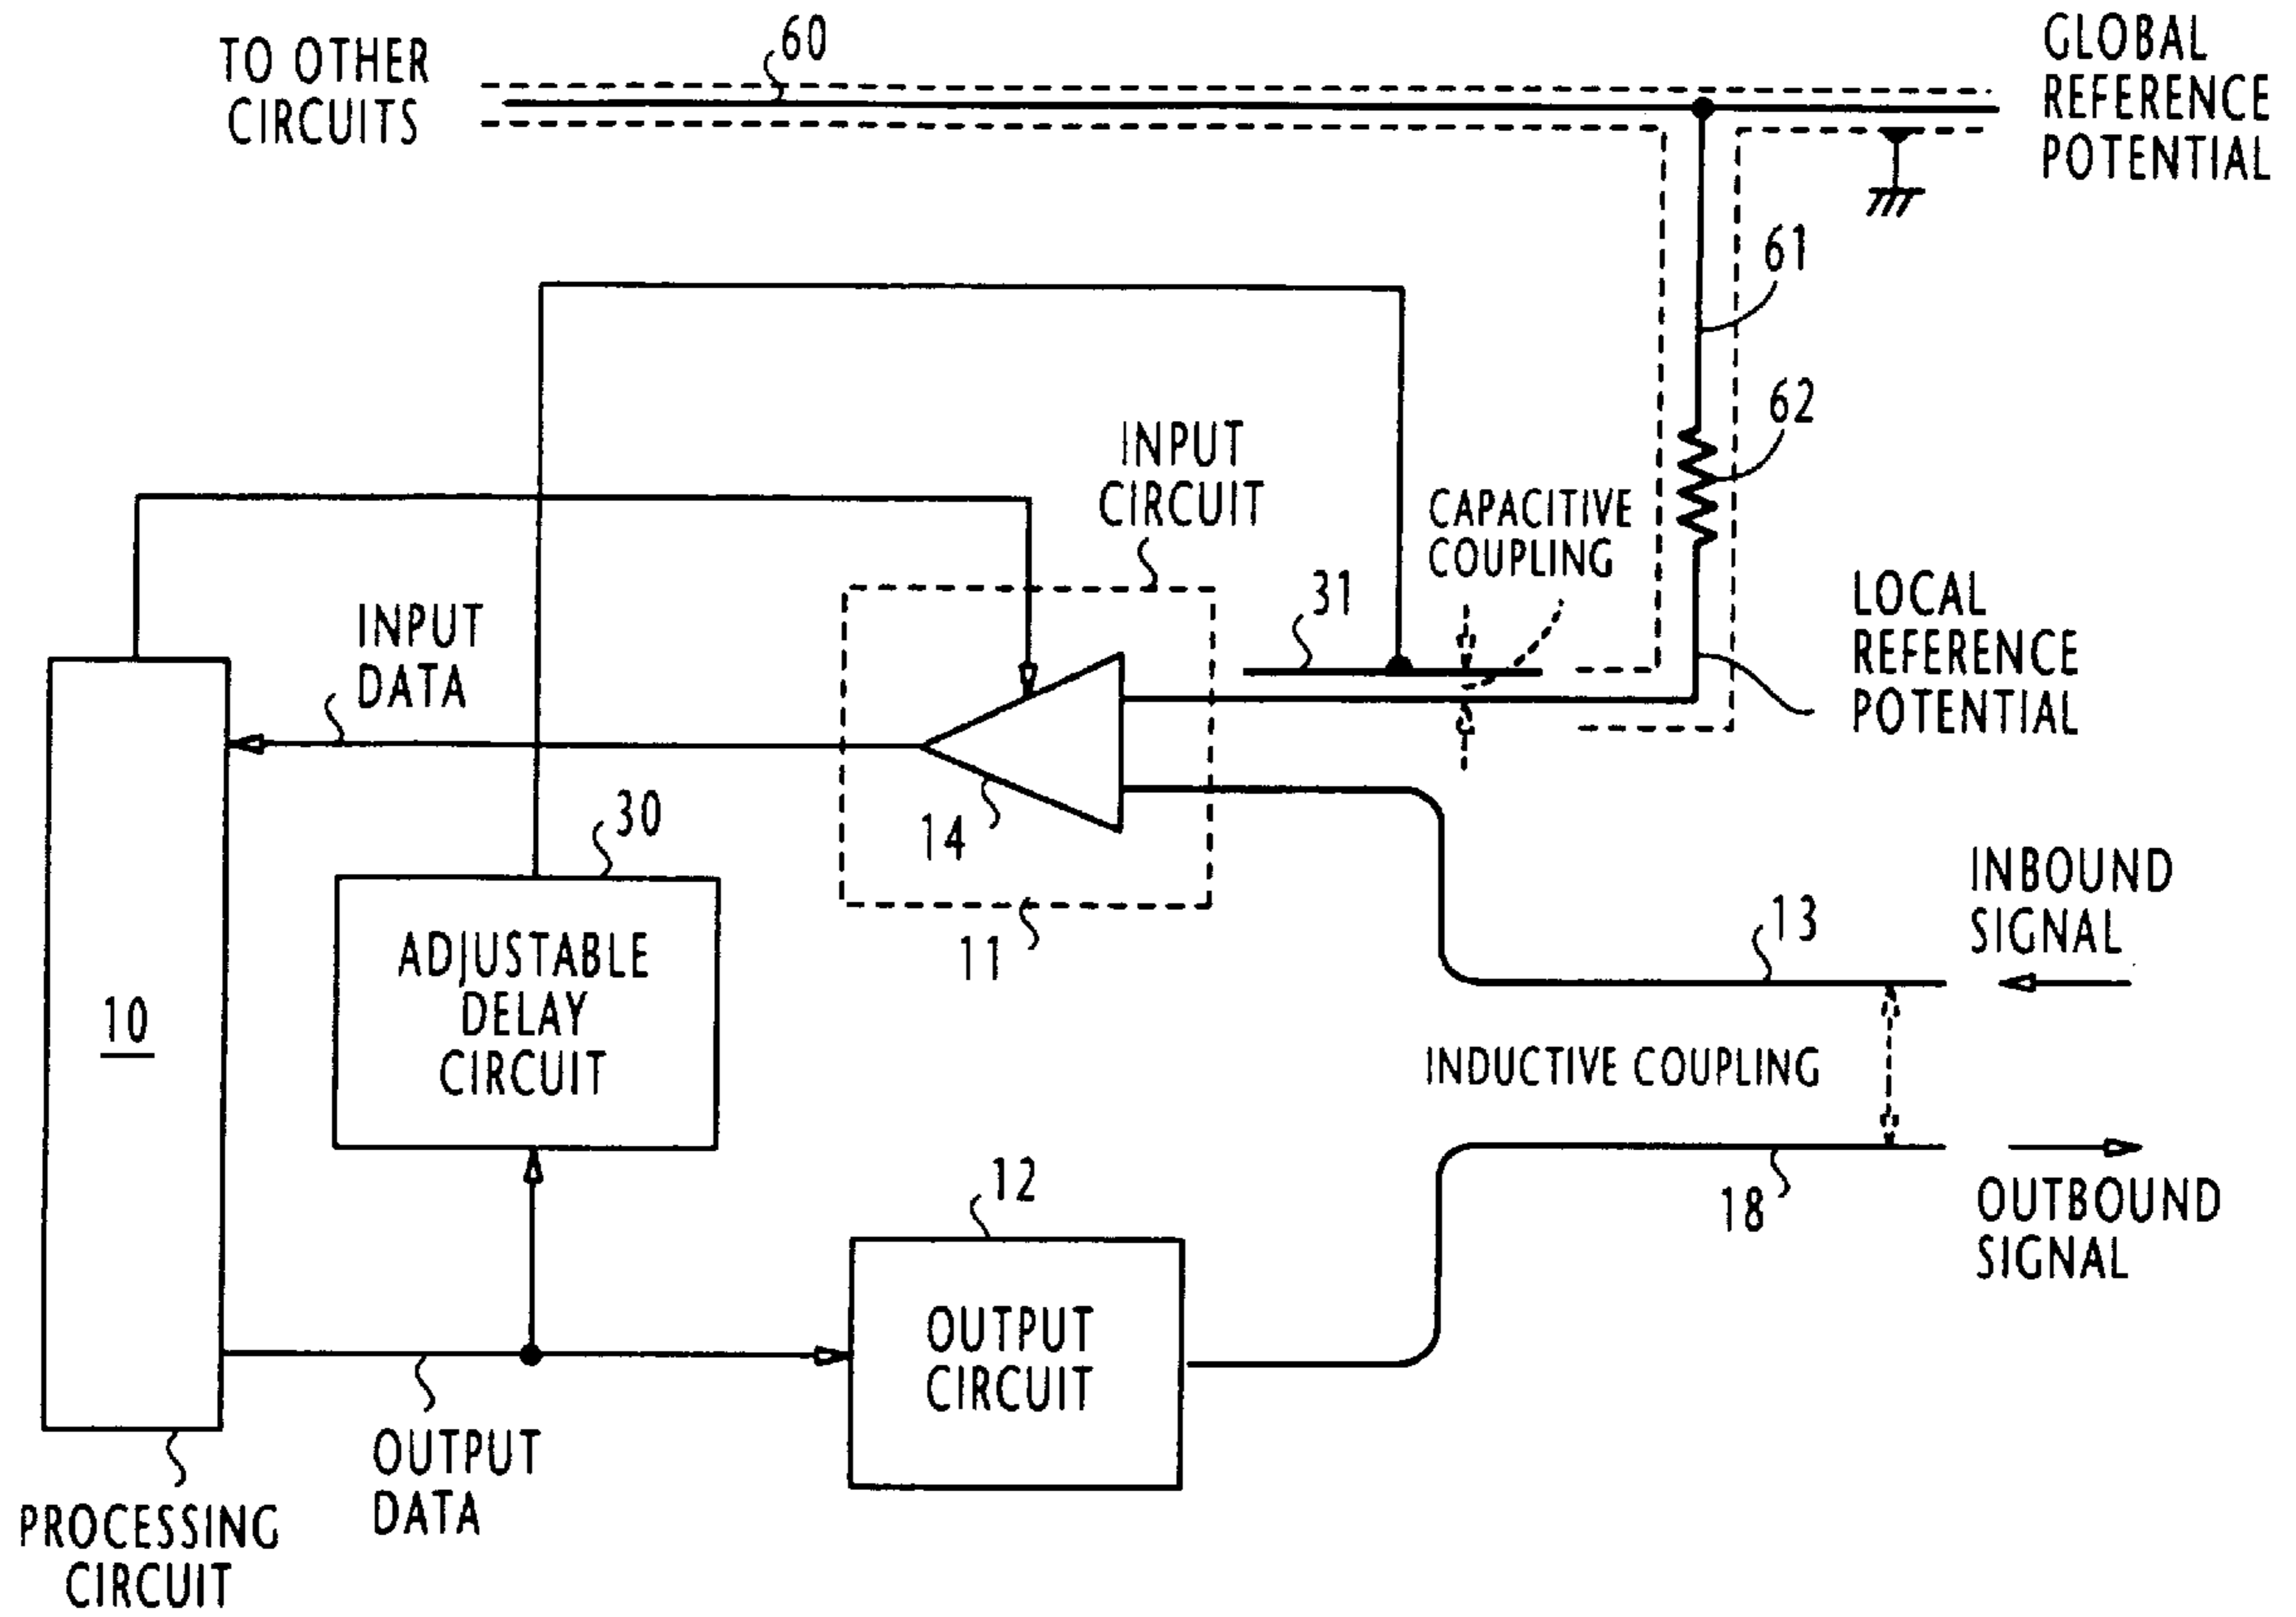 TO OTHER
CIRCUITS
60
GLOBAL
REFERENCE
POTENTIAL
61
62
INPUT
CIRCUIT
CAPACITIVE
COUPLING
31
LOCAL
REFERENCE
POTENTIAL
INPUT
DATA
14
30
11
ADJUSTABLE
DELAY
CIRCUIT
10
INBOUND
SIGNAL
13
INDUCTIVE COUPLING
18
OUTBOUND
SIGNAL
12
OUTPUT
CIRCUIT
OUTPUT
DATA
PROCESSING
CIRCUIT